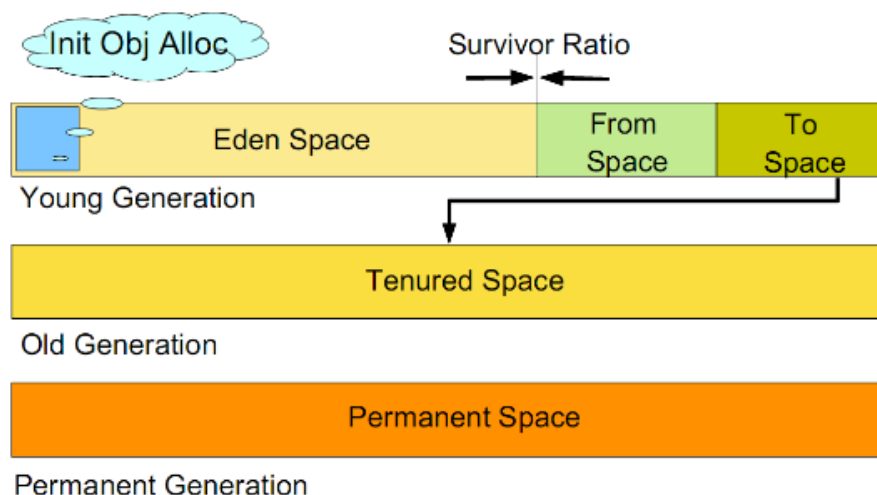 Init Obj Alloc
Survivor Ratio
Eden Space
From
Space
To
Space
Young Generation
Tenured Space
Old Generation
Permanent Space
Permanent Generation